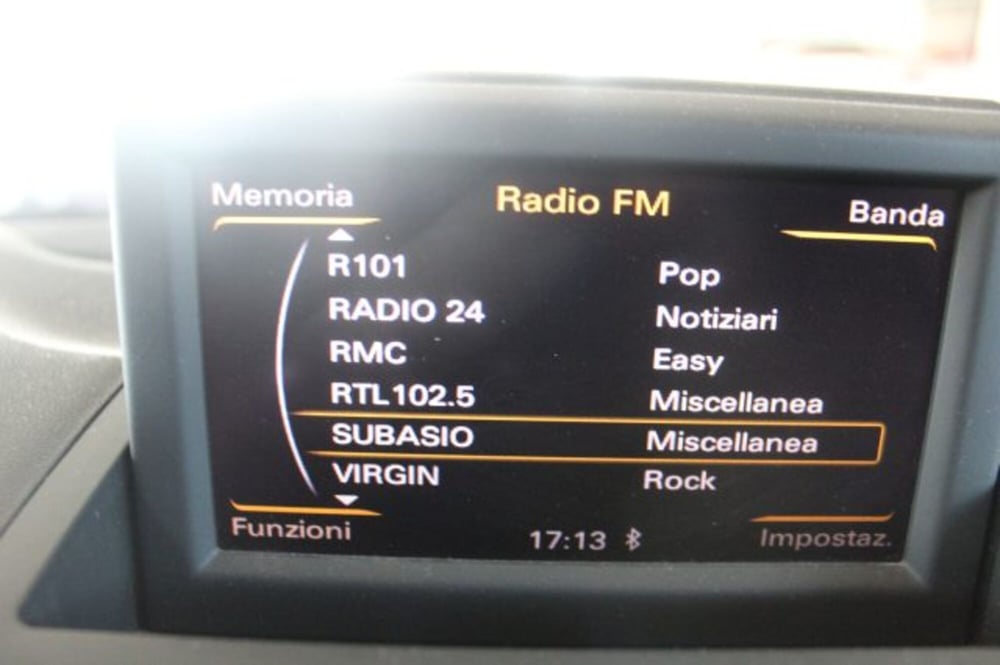 Memoria Radio FM Banda
R101 Pop
RADIO 24 Notiziari
RMC Easy
RTL102.5 Miscellanea
SUBASIO Miscellanea
VIRGIN Rock
Funzioni 17:13 Impostaz.